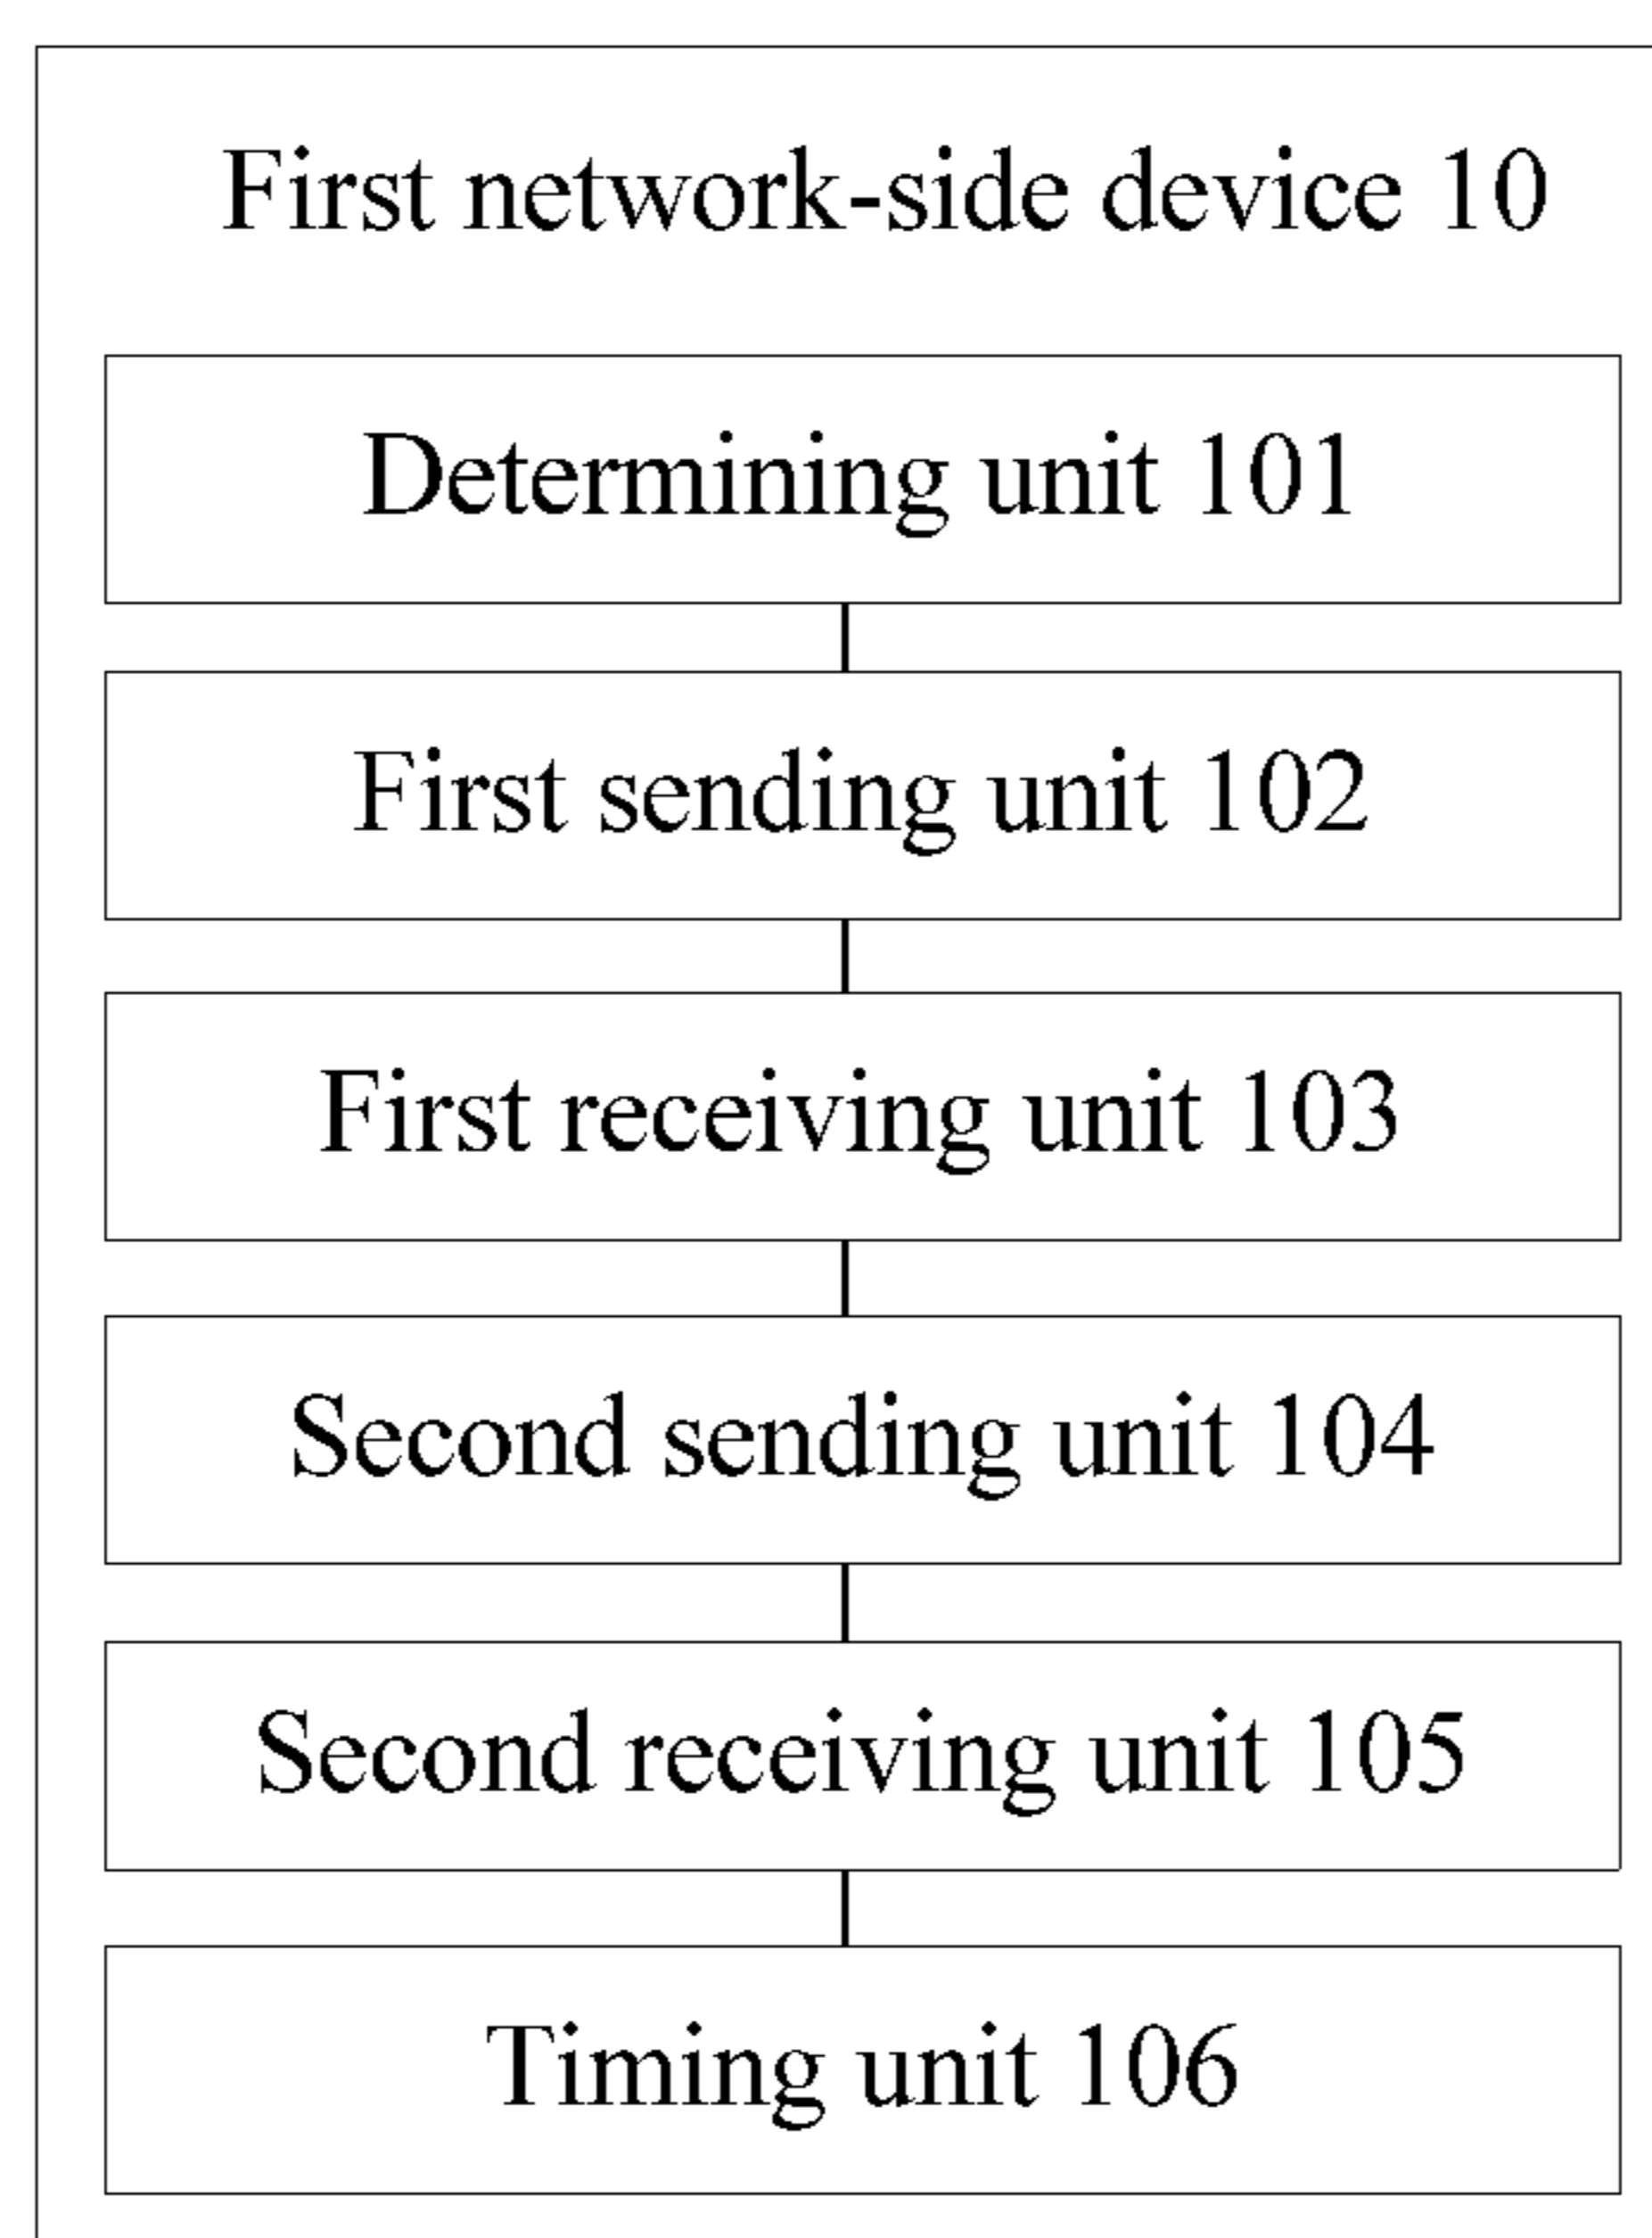 First network-side device 10
Determining unit 101
First sending unit 102
First receiving unit 103
Second sending unit 104
Second receiving unit 105
Timing unit 106